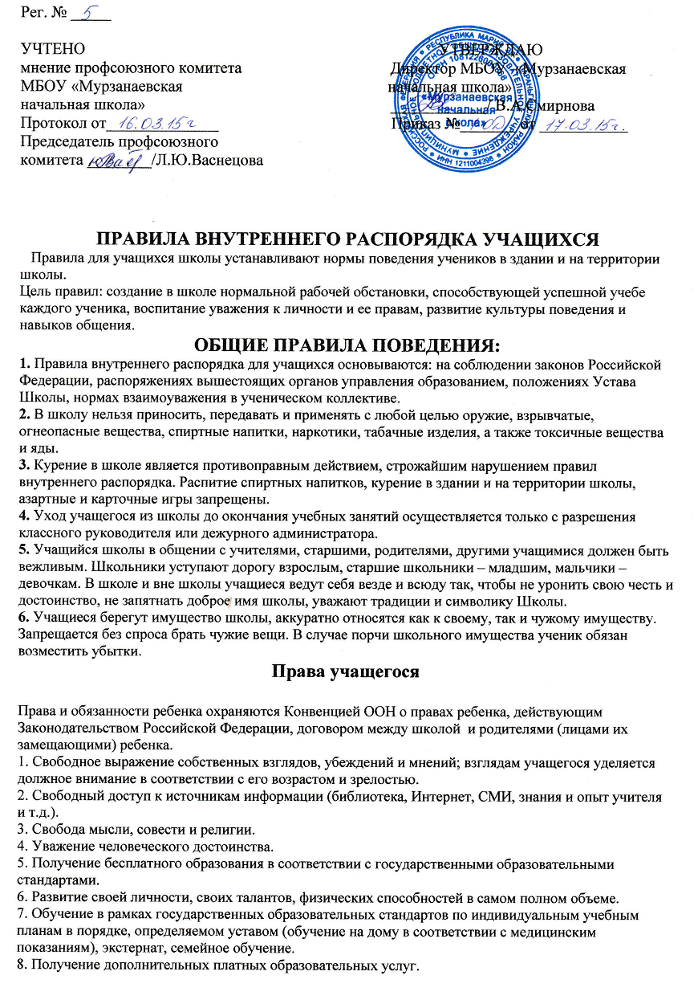 Рег. № 5
УЧТЕНО
мнение профсоюзного комитета
МБОУ «Мурзанаевская
начальная школа»
Протокол от 16.03.15г
Председатель профсоюзного
комитета /Л.Ю.Васнецова
УТВЕРЖДАЮ
Директор МБОУ «Мурзанаевская
начальная школа»
/ В.А.Смирнова
Приказ № от 17.03.15г.
«Мурзанаевская
начальная
школа»
ИНН 1211004396
ПРАВИЛА ВНУТРЕННЕГО РАСПОРЯДКА УЧАЩИХСЯ
Правила для учащихся школы устанавливают нормы поведения учеников в здании и на территории
школы.
Цель правил: создание в школе нормальной рабочей обстановки, способствующей успешной учебе
каждого ученика, воспитание уважения к личности и ее правам, развитие культуры поведения и
навыков общения.
ОБЩИЕ ПРАВИЛА ПОВЕДЕНИЯ:
1. Правила внутреннего распорядка для учащихся основываются: на соблюдении законов Российской
Федерации, распоряжениях вышестоящих органов управления образованием, положениях Устава
Школы, нормах взаимоуважения в ученическом коллективе.
2. В школу нельзя приносить, передавать и применять с любой целью оружие, взрывчатые,
огнеопасные вещества, спиртные напитки, наркотики, табачные изделия, а также токсичные вещества
и яды.
3. Курение в школе является противоправным действием, строжайшим нарушением правил
внутреннего распорядка. Распитие спиртных напитков, курение в здании и на территории школы,
азартные и карточные игры запрещены.
4. Уход учащегося из школы до окончания учебных занятий осуществляется только с разрешения
классного руководителя или дежурного администратора.
5. Учащийся школы в общении с учителями, старшими, родителями, другими учащимися должен быть
вежливым. Школьники уступают дорогу взрослым, старшие школьники – младшим, мальчики –
девочкам. В школе и вне школы учащиеся ведут себя везде и всюду так, чтобы не уронить свою честь и
достоинство, не запятнать доброе имя школы, уважают традиции и символику Школы.
6. Учащиеся берегут имущество школы, аккуратно относятся как к своему, так и чужому имуществу.
Запрещается без спроса брать чужие вещи. В случае порчи школьного имущества ученик обязан
возместить убытки.
Права учащегося
Права и обязанности ребенка охраняются Конвенцией ООН о правах ребенка, действующим
Законодательством Российской Федерации, договором между школой и родителями (лицами их
замещающими) ребенка.
1. Свободное выражение собственных взглядов, убеждений и мнений; взглядам учащегося уделяется
должное внимание в соответствии с его возрастом и зрелостью.
2. Свободный доступ к источникам информации (библиотека, Интернет, СМИ, знания и опыт учителя
и т.д.).
3. Свобода мысли, совести и религии.
4. Уважение человеческого достоинства.
5. Получение бесплатного образования в соответствии с государственными образовательными
стандартами.
6. Развитие своей личности, своих талантов, физических способностей в самом полном объеме.
7. Обучение в рамках государственных образовательных стандартов по индивидуальным учебным
планам в порядке, определяемом уставом (обучение на дому в соответствии с медицинским
показаниям), экстернат, семейное обучение.
8. Получение дополнительных платных образовательных услуг.